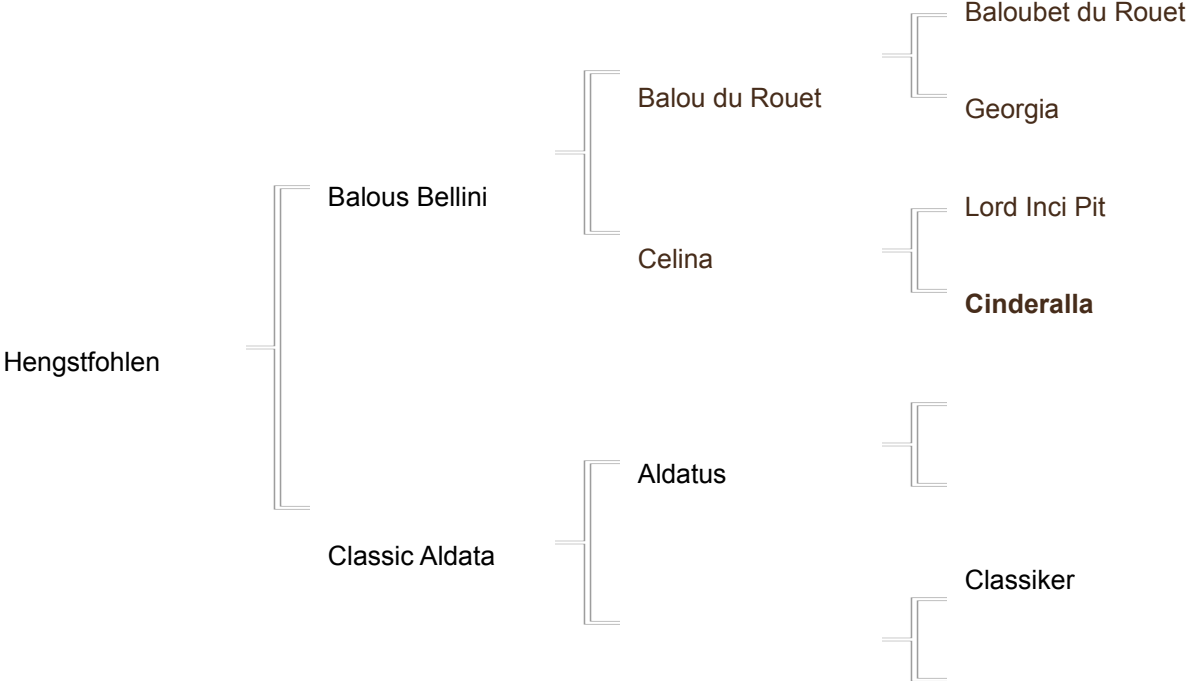 Baloubet du Rouet
Balou du Rouet
Georgia
Balous Bellini
Lord Inci Pit
Celina
Cinderalla
Hengstfohlen
Aldatus
Classic Aldata
Classiker